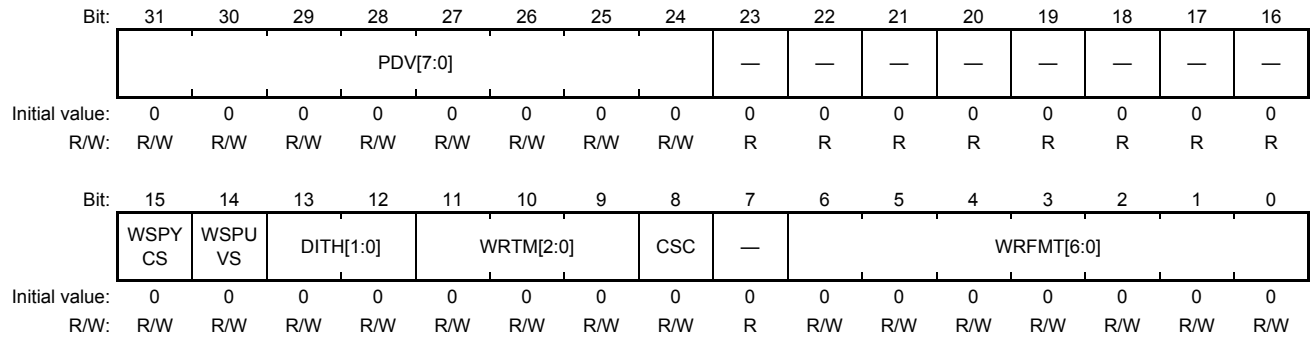 Bit: 31 30 29 28 27 26 25 24 23 22 21 20 19 18 17 16
PDV[7:0] — — — — — — — —
Initial value: 0 0 0 0 0 0 0 0 0 0 0 0 0 0 0 0
R/W: R/W R/W R/W R/W R/W R/W R/W R/W R R R R R R R R
Bit: 15 14 13 12 11 10 9 8 7 6 5 4 3 2 1 0
WSPY CS WSPU VS DITH[1:0] WRTM[2:0] CSC — WRFMT[6:0]
Initial value: 0 0 0 0 0 0 0 0 0 0 0 0 0 0 0 0
R/W: R/W R/W R/W R/W R/W R/W R/W R/W R R/W R/W R/W R/W R/W R/W R/W